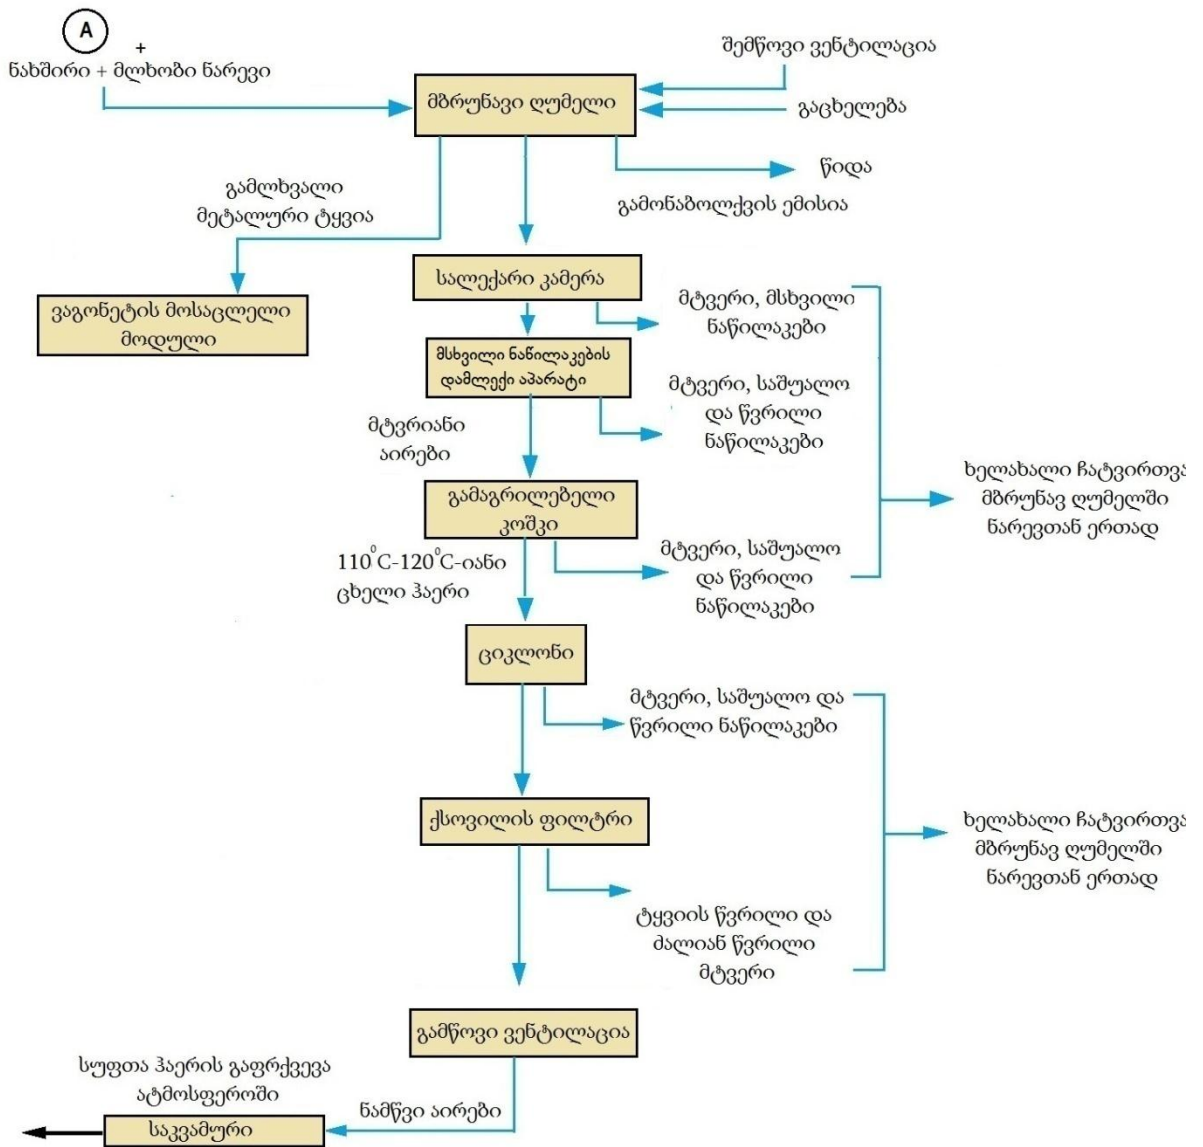 A
+
ნახშირი + მლხობი ნარევი
შემწოვი ვენტილაცია
მბრუნავი ღუმელი
გაცხელება
წიდა
გამლხვალი
მეტალური ტყვია
გამონაბოლქვის ემისია
სალექარი კამერა
ვაგონეტის მოსაცლელი
მოდული
მტვერი, მსხვილი
ნაწილაკები
მსხვილი ნაწილაკების
დამლექი აპარატი
მტვერი, საშუალო
და წვრილი
ნაწილაკები
მტვრიანი
აირები
გამაგრილებელი
კოშკი
ხელახალი ჩატვირთვა
მბრუნავ ღუმელში
ნარევთან ერთად
110⁰C-120⁰C-იანი
ცხელი ჰაერი
მტვერი, საშუალო
და წვრილი
ნაწილაკები
ციკლონი
მტვერი, საშუალო და
წვრილი ნაწილაკები
ქსოვილის ფილტრი
ხელახალი ჩატვირთვა
მბრუნავ ღუმელში
ნარევთან ერთად
ტყვიის წვრილი და
ძალიან წვრილი
მტვერი
გამწოვი ვენტილაცია
სუფთა ჰაერის გაფრქვევა
ატმოსფეროში
ნამწვი აირები
საკვამური